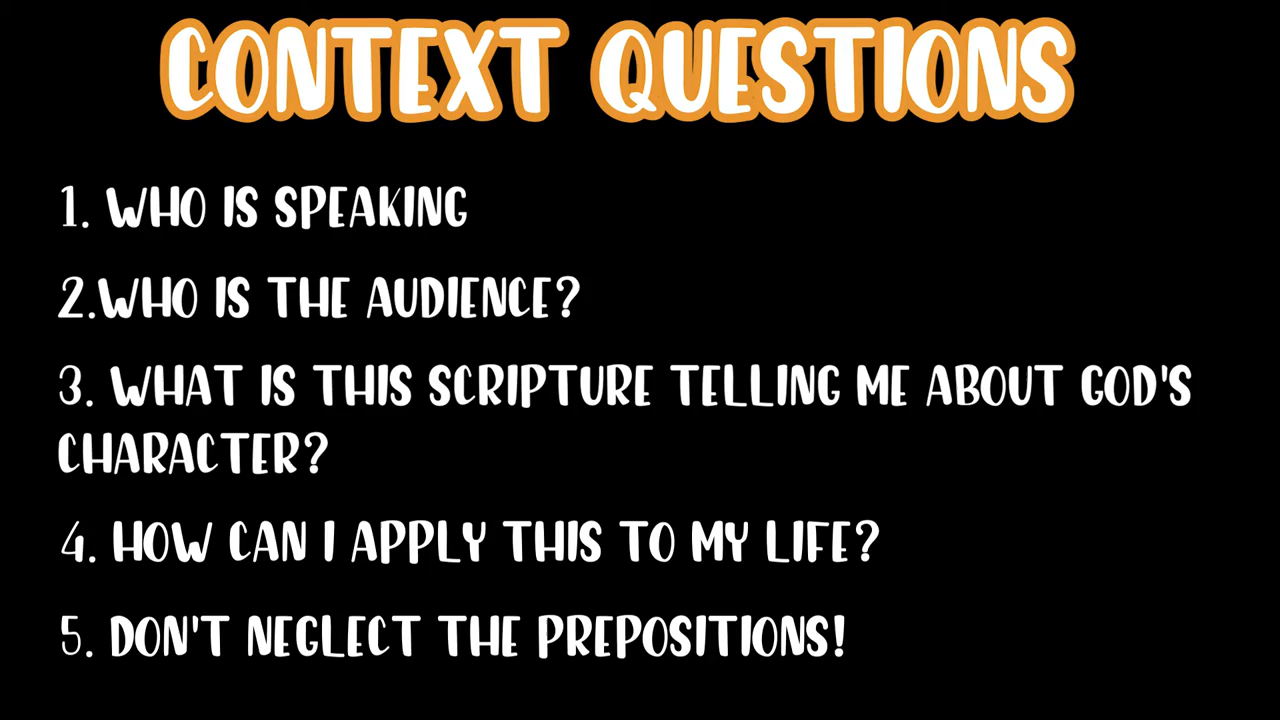 CONTEXT QUESTIONS
1. WHO IS SPEAKING
2.WHO IS THE AUDIENCE?
3. WHAT IS THIS SCRIPTURE TELLING ME ABOUT GOD'S
CHARACTER?
4. HOW CAN I APPLY THIS TO MY LIFE?
5. DON'T NEGLECT THE PREPOSITIONS!